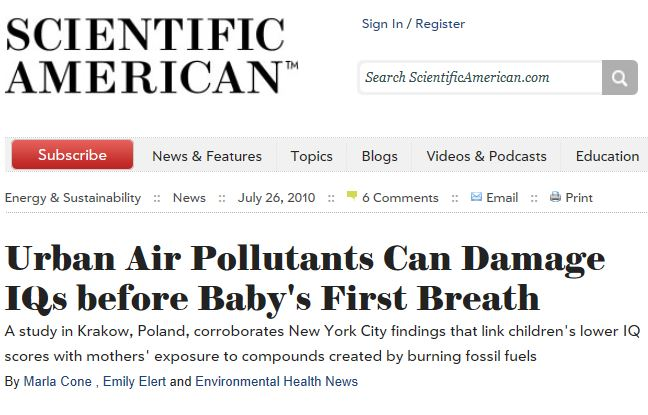 SCIENTIFIC
AMERICAN™
Sign In / Register
Search ScientificAmerican.com
Subscribe News & Features Topics Blogs Videos & Podcasts Education
Energy & Sustainability :: News :: July 26, 2010 :: 6 Comments :: Email :: Print
Urban Air Pollutants Can Damage
IQs before Baby's First Breath
A study in Krakow, Poland, corroborates New York City findings that link children's lower IQ
scores with mothers' exposure to compounds created by burning fossil fuels
By Marla Cone , Emily Elert and Environmental Health News